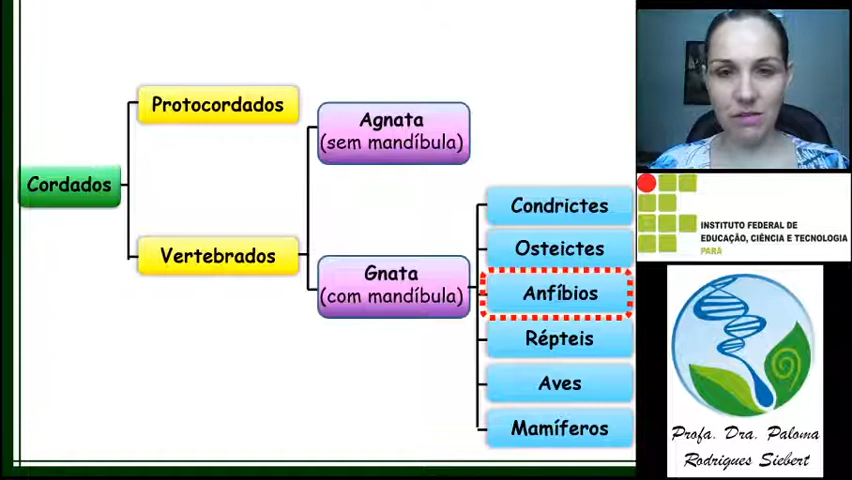 Cordados
Protocordados
Vertebrados
Agnata
(sem mandíbula)
Gnata
(com mandíbula)
Condrictes
Osteictes
Anfíbios
Répteis
Aves
Mamíferos
INSTITUTO FEDERAL DE
EDUCAÇÃO, CIÊNCIA E TECNOLOGIA
PARÁ
Profa. Dra. Paloma
Rodrigues Siebert